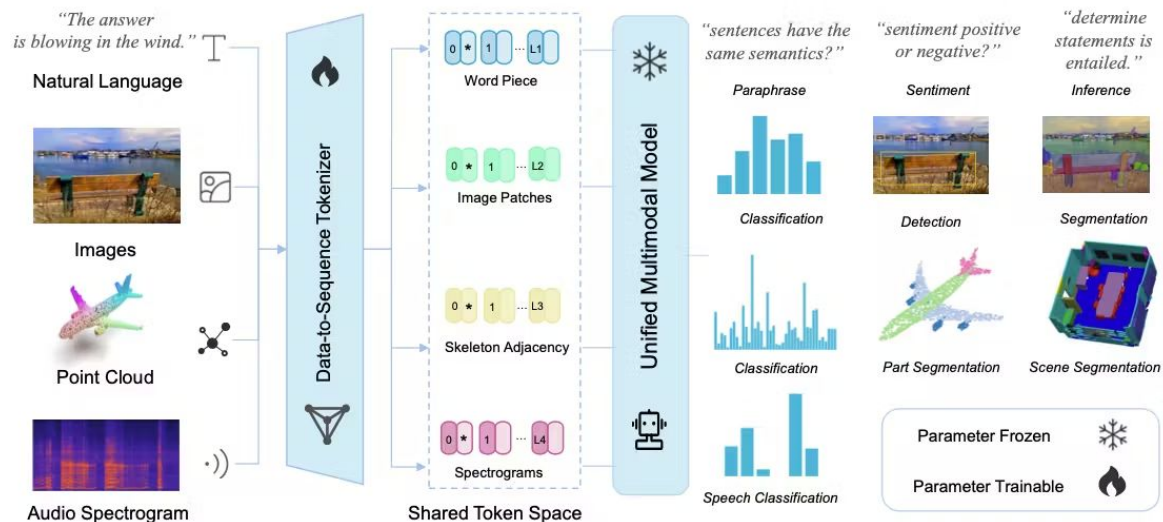 “The answer
is blowing in the wind.”
Natural Language
Images
Point Cloud
Audio Spectrogram
Data-to-Sequence Tokenizer
0 * 1 ... L1
Word Piece
0 * 1 ... L2
Image Patches
0 * 1 ... L3
Skeleton Adjacency
0 * 1 ... L4
Spectrograms
Shared Token Space
Unified Multimodal Model
“sentences have the
same semantics?”
Paraphrase
“sentiment positive
or negative?”
Sentiment
“determine
statements is
entailed.”
Inference
Classification
Detection
Segmentation
Classification
Part Segmentation
Scene Segmentation
Speech Classification
Parameter Frozen
Parameter Trainable